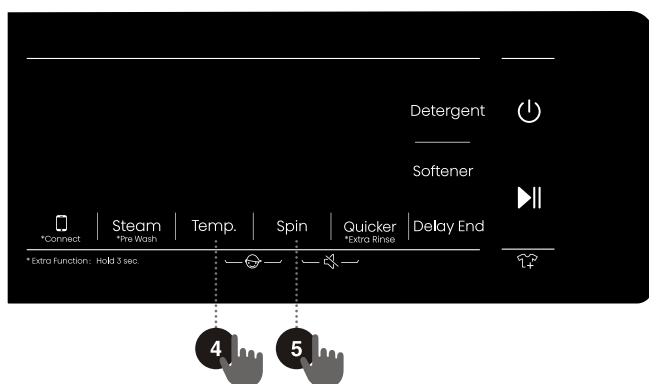 Detergent
Softener
Steam
Temp.
Spin
Quicker
Delay End
*Connect
*Pre Wash
*Extra Rinse
* Extra Function: Hold 3 sec.
4
5